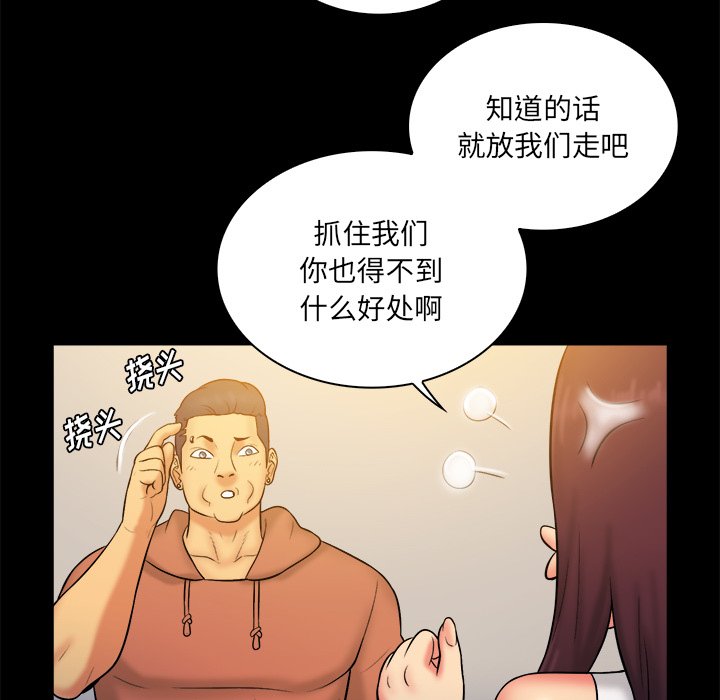 知道的话
就放我们走吧
抓住我们
你也得不到
什么好处啊
挠头
挠头